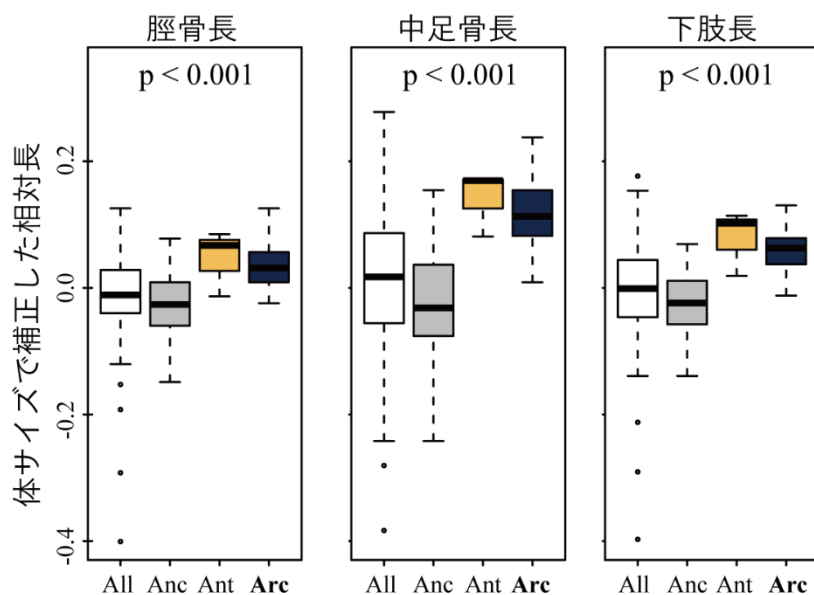 脛骨長 中足骨長 下肢長
p < 0.001 p < 0.001 p < 0.001
体サイズで補正した相対長
0.2
0.0
-0.2
-0.4
All Anc Ant Arc All Anc Ant Arc All Anc Ant Arc